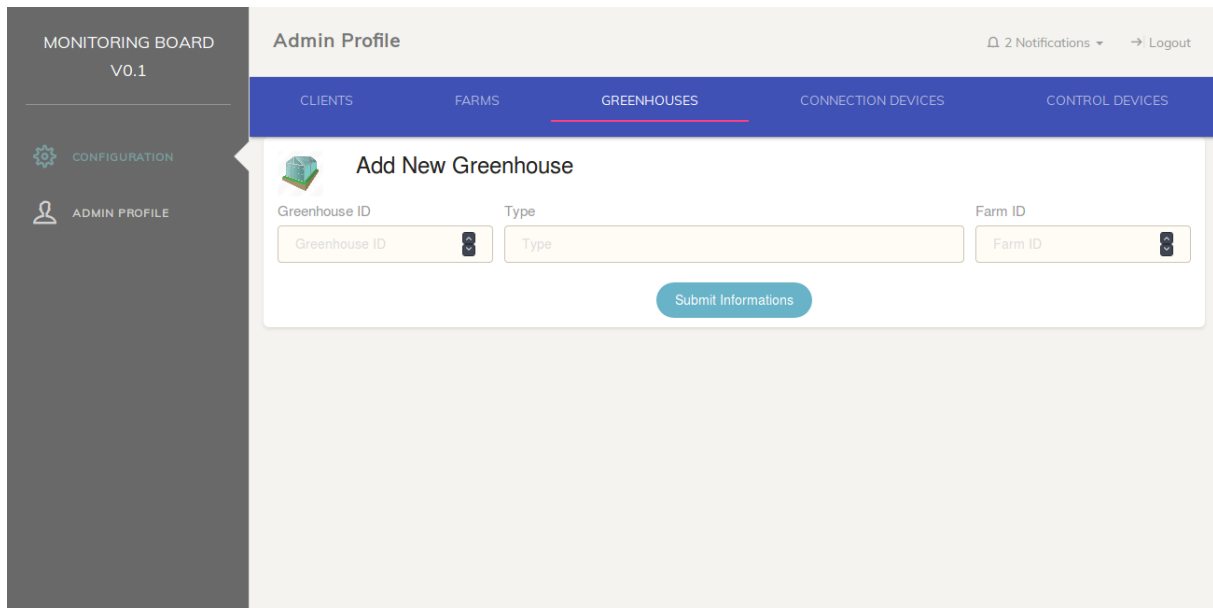 MONITORING BOARD
V0.1
CONFIGURATION
ADMIN PROFILE
Admin Profile
2 Notifications
Logout
CLIENTS FARMS GREENHOUSES CONNECTION DEVICES CONTROL DEVICES
Add New Greenhouse
Greenhouse ID Type Farm ID
Greenhouse ID Type Farm ID
Submit Informations